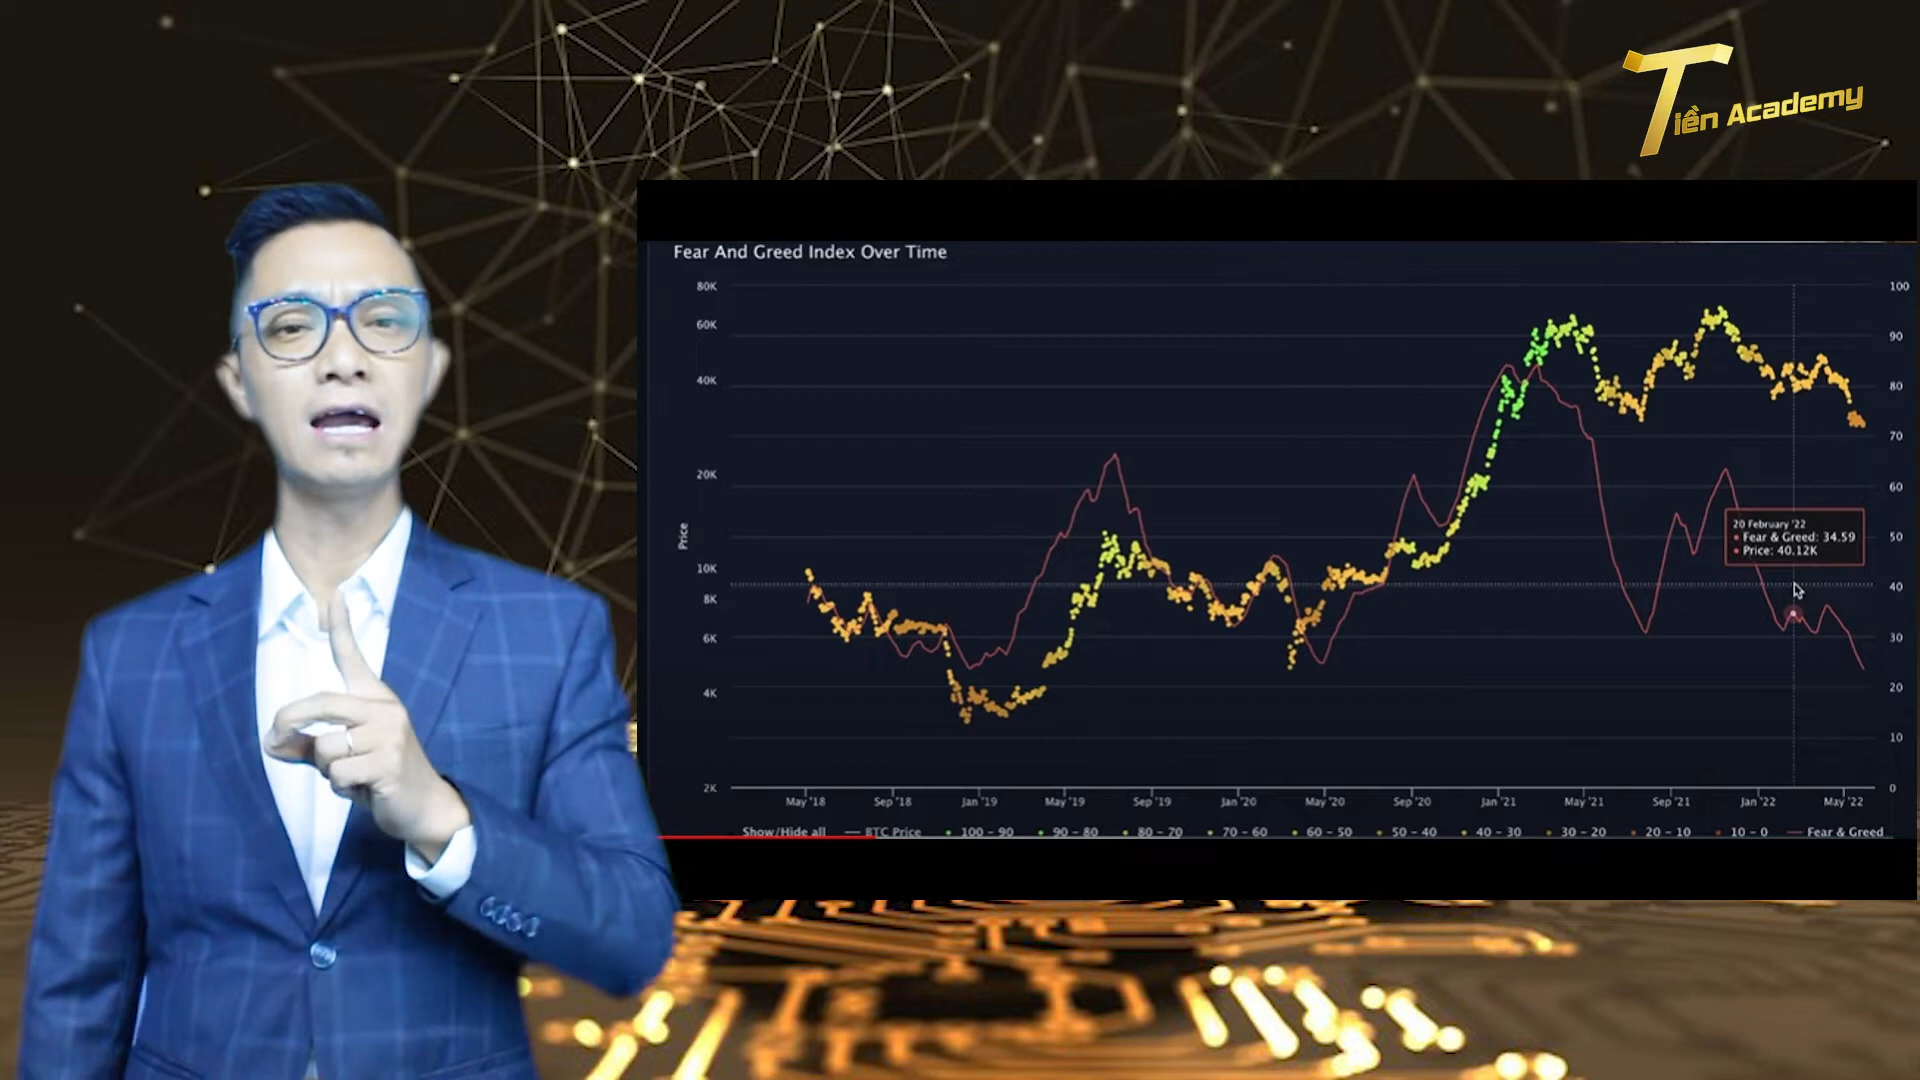 Tiền Academy
Fear And Greed Index Over Time
80K
60K
40K
20K
10K
8K
6K
4K
2K
Price
100
90
80
70
60
50
40
30
20
10
0
20 February '22
Fear & Greed: 34.59
Price: 40.12K
May '18 Sep '18 Jan '19 May '19 Sep '19 Jan '20 May '20 Sep '20 Jan '21 May '21 Sep '21 Jan '22 May '22
Show/Hide all BTC Price 100 - 90 90 - 80 80 - 70 70 - 60 60 - 50 50 - 40 40 - 30 30 - 20 20 - 10 10 - 0 Fear & Greed